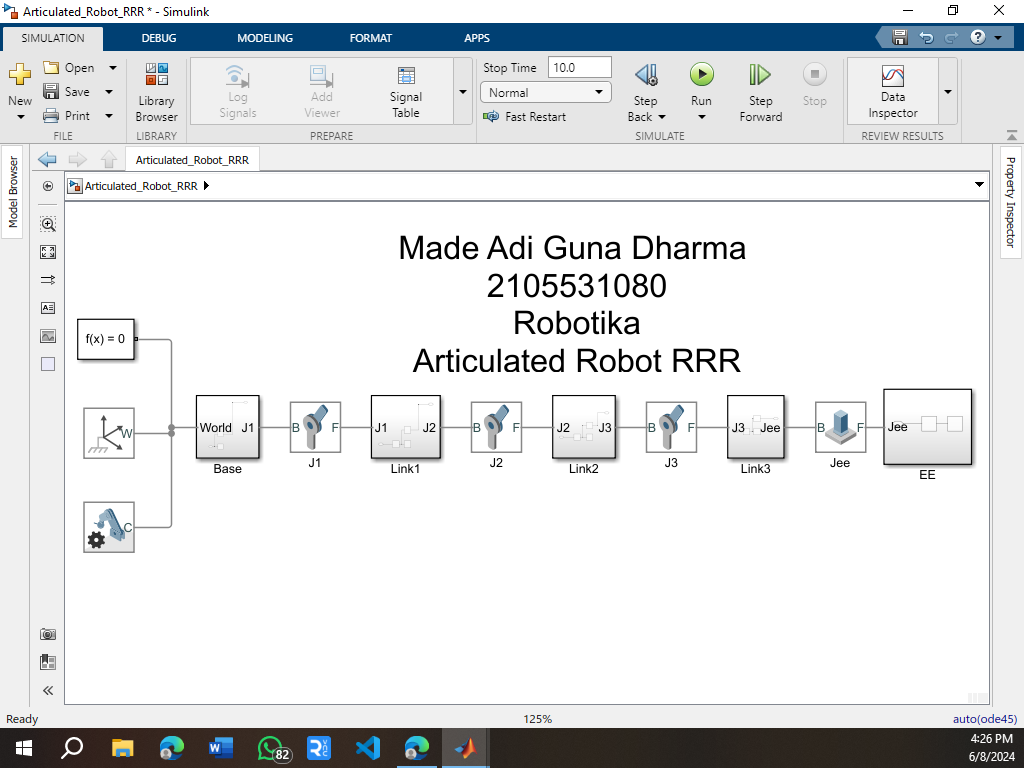 Articulated_Robot_RRR * - Simulink
SIMULATION DEBUG MODELING FORMAT APPS
New
Open
Save
Print
FILE
Library
Browser
LIBRARY
Log
Signals
Add
Viewer
Signal
Table
PREPARE
Stop Time 10.0
Normal
Fast Restart
Step
Back
Run
Step
Forward
Stop
SIMULATE
Data
Inspector
REVIEW RESULTS
Model Browser
Articulated_Robot_RRR
Property Inspector
Articulated_Robot_RRR
Made Adi Guna Dharma
2105531080
Robotika
Articulated Robot RRR
f(x) = 0
W
C
World J1
Base
B F
J1
J1 J2
Link1
B F
J2
J2 J3
Link2
B F
J3
J3 Jee
Link3
B F
Jee
Jee
EE
Ready 125% auto(ode45)
82
4:26 PM
6/8/2024